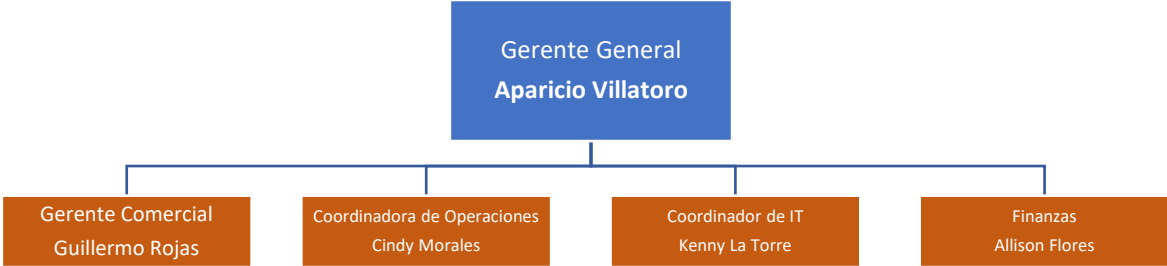 Gerente General
Aparicio Villatoro
Gerente Comercial
Guillermo Rojas
Coordinadora de Operaciones
Cindy Morales
Coordinador de IT
Kenny La Torre
Finanzas
Allison Flores